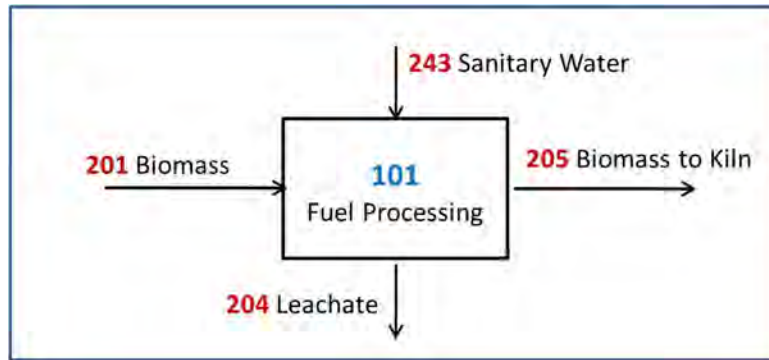 243 Sanitary Water
201 Biomass
101
Fuel Processing
205 Biomass to Kiln
204 Leachate